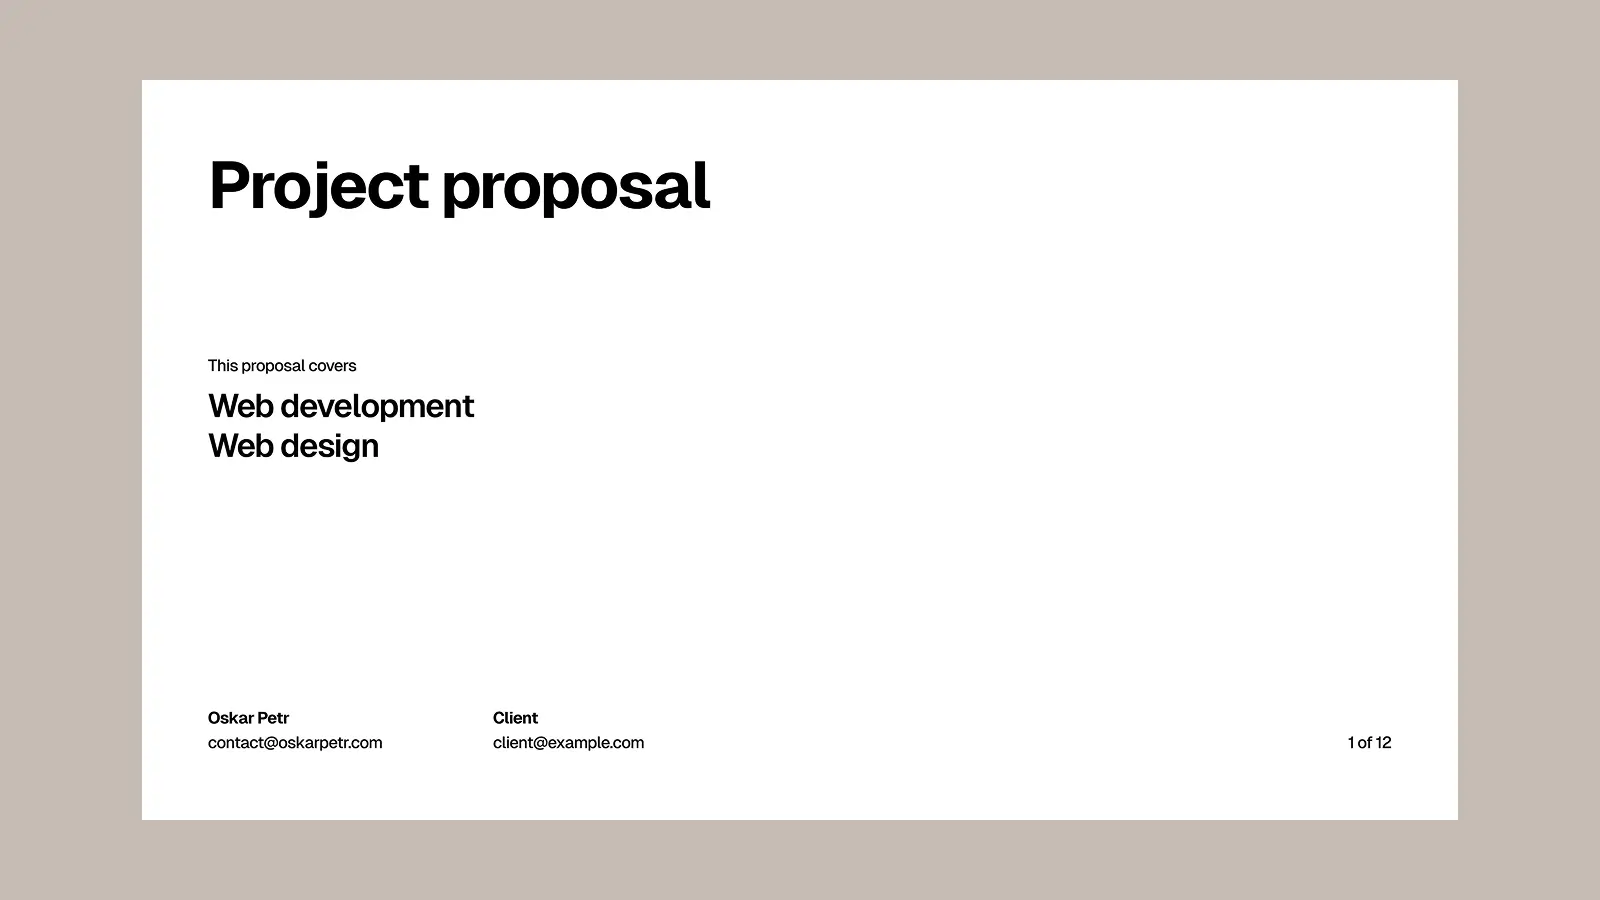 Project proposal
This proposal covers
Web development
Web design
Oskar Petr
contact@oskarpetr.com
Client
client@example.com
1 of 12